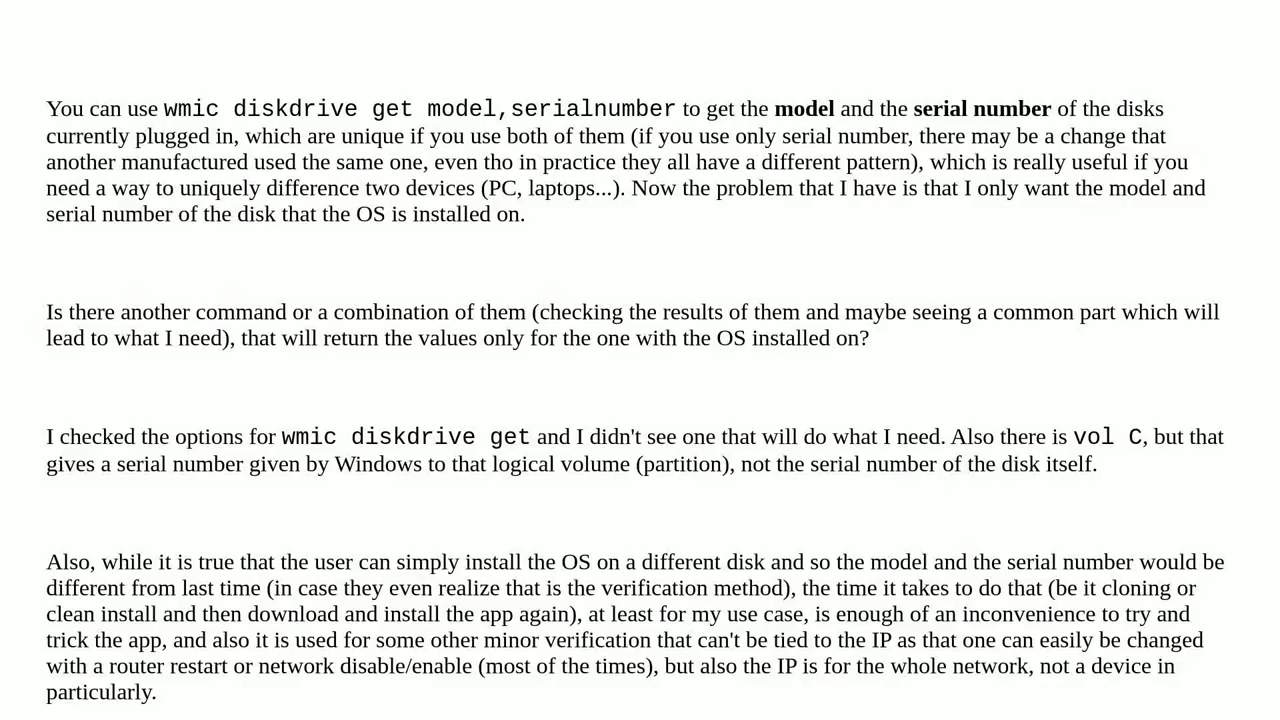 You can use wmic diskdrive get model,serialnumber to get the model and the serial number of the disks
currently plugged in, which are unique if you use both of them (if you use only serial number, there may be a change that
another manufactured used the same one, even tho in practice they all have a different pattern), which is really useful if you
need a way to uniquely difference two devices (PC, laptops...). Now the problem that I have is that I only want the model and
serial number of the disk that the OS is installed on.
Is there another command or a combination of them (checking the results of them and maybe seeing a common part which will
lead to what I need), that will return the values only for the one with the OS installed on?
I checked the options for wmic diskdrive get and I didn't see one that will do what I need. Also there is vol C, but that
gives a serial number given by Windows to that logical volume (partition), not the serial number of the disk itself.
Also, while it is true that the user can simply install the OS on a different disk and so the model and the serial number would be
different from last time (in case they even realize that is the verification method), the time it takes to do that (be it cloning or
clean install and then download and install the app again), at least for my use case, is enough of an inconvenience to try and
trick the app, and also it is used for some other minor verification that can't be tied to the IP as that one can easily be changed
with a router restart or network disable/enable (most of the times), but also the IP is for the whole network, not a device in
particularly.